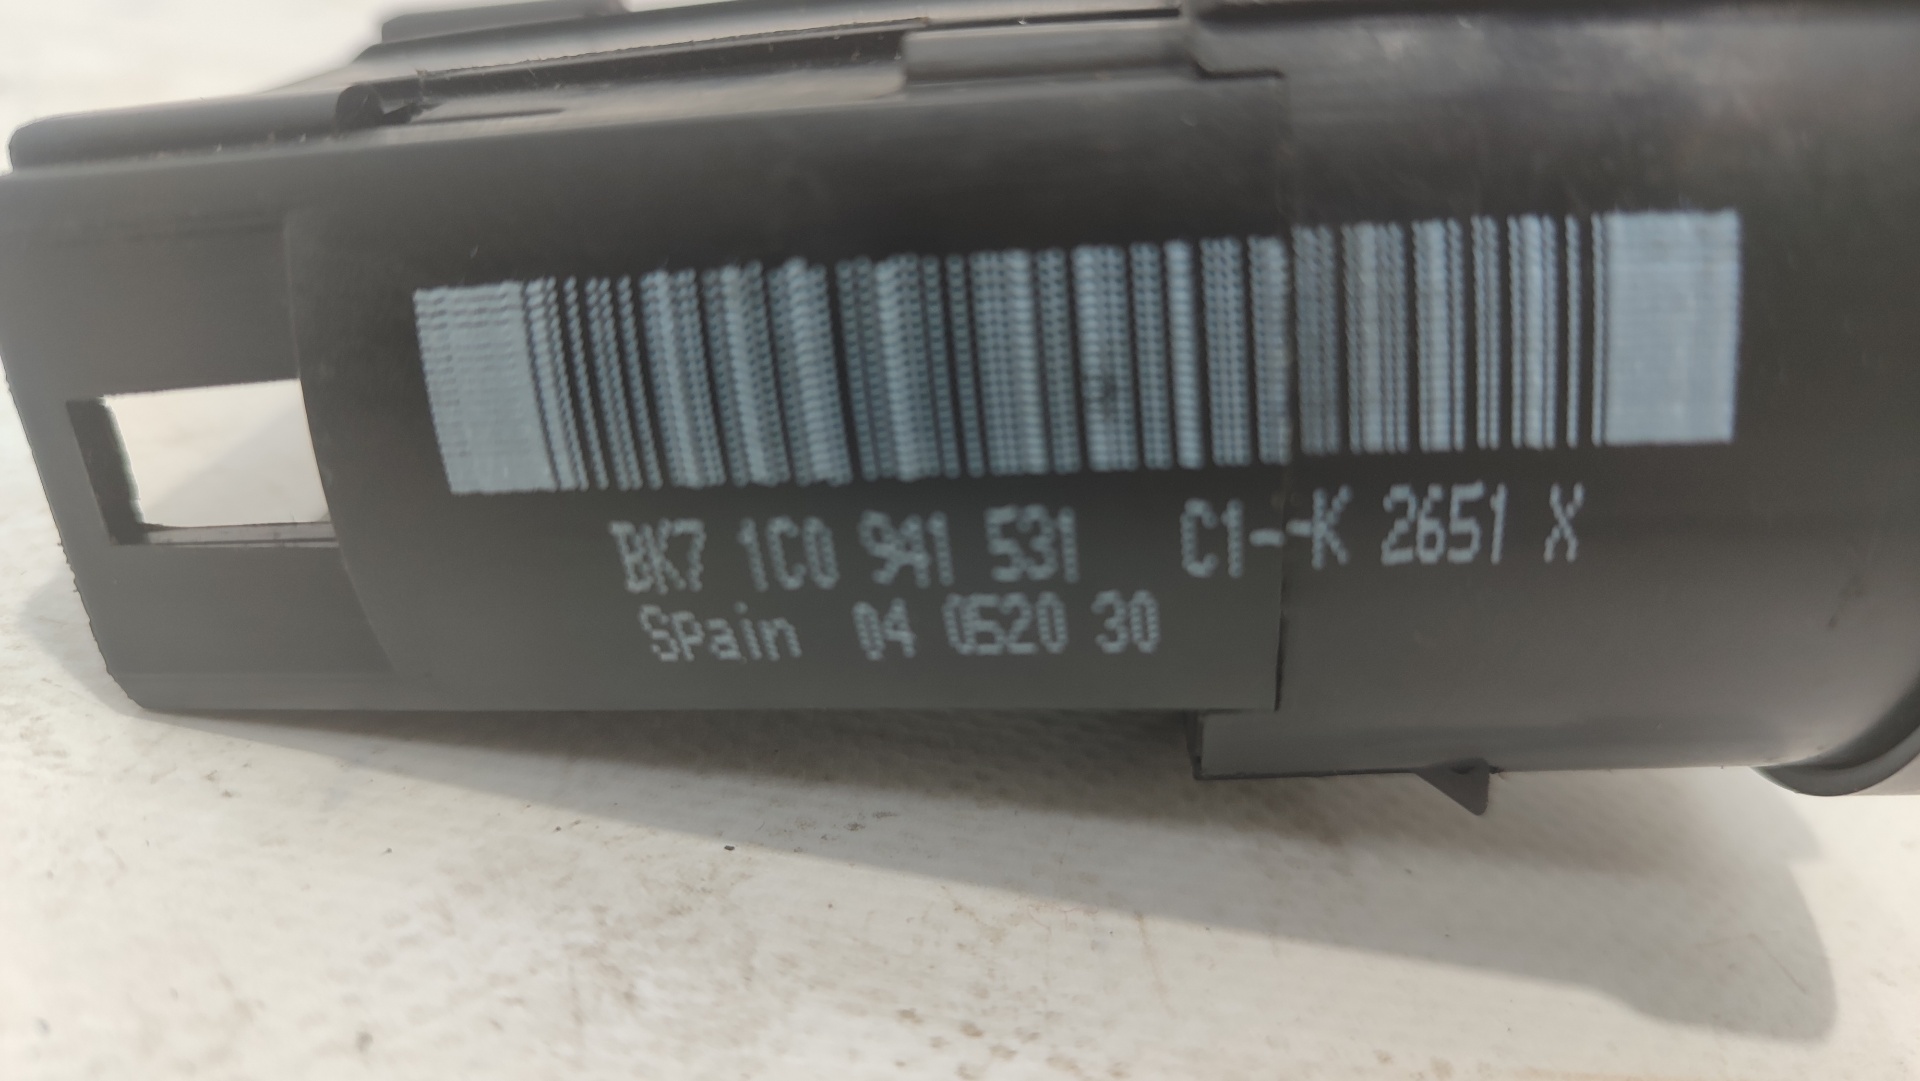 BK7 1C0 941 531 C1--K 2651 X
Spain 04 0520 30